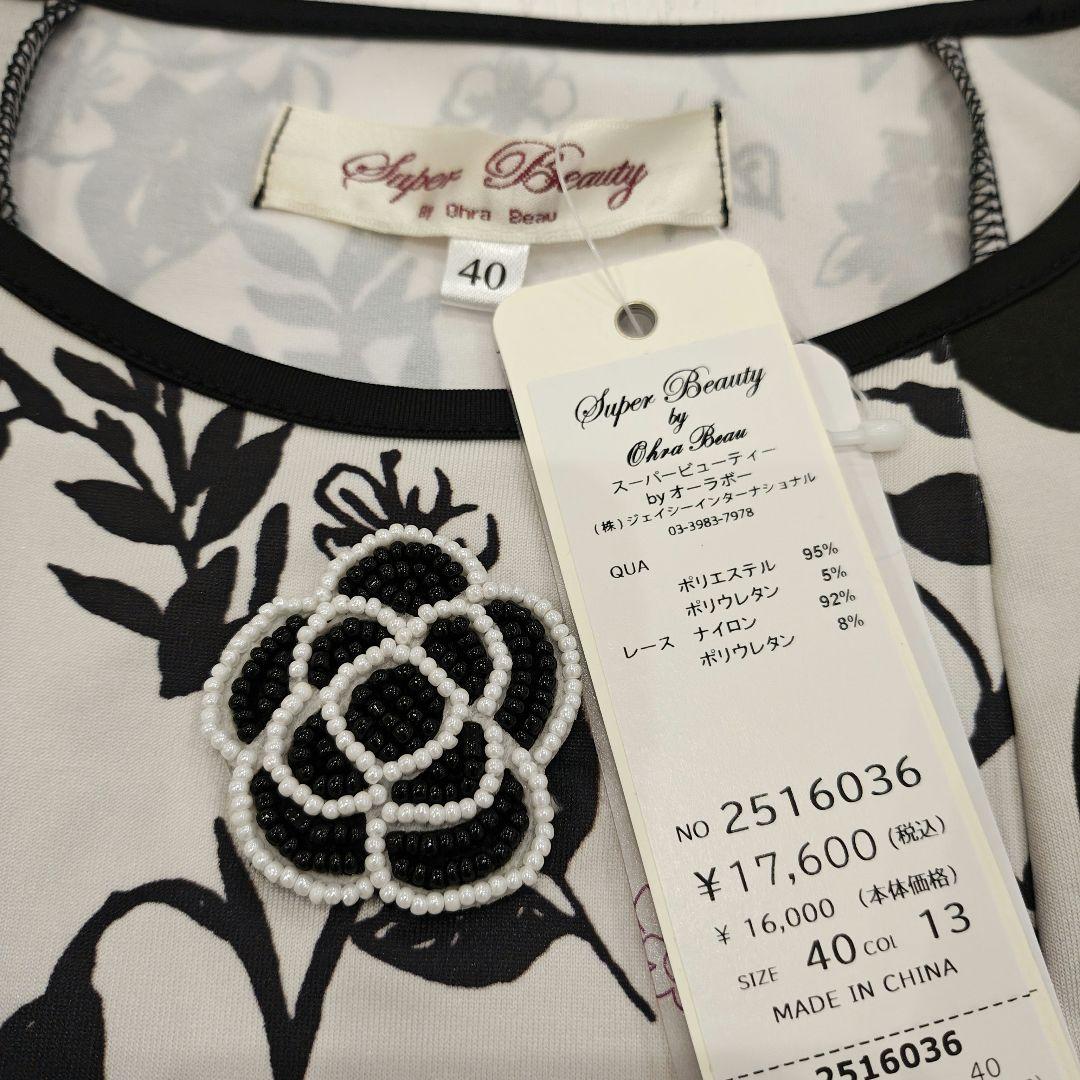 Super Beauty
BY Ohra Beau
40
Super Beauty
by
Ohra Beau
スーパービューティー
byオーラボー
(株)ジェイシーインターナショナル
03-3983-7978
QUA
ポリエステル 95%
ポリウレタン 5%
レース ナイロン 92%
ポリウレタン 8%
NO 2516036
¥17,600(税込)
¥ 16,000 (本体価格)
SIZE 40 COL 13
MADE IN CHINA
2516036
40